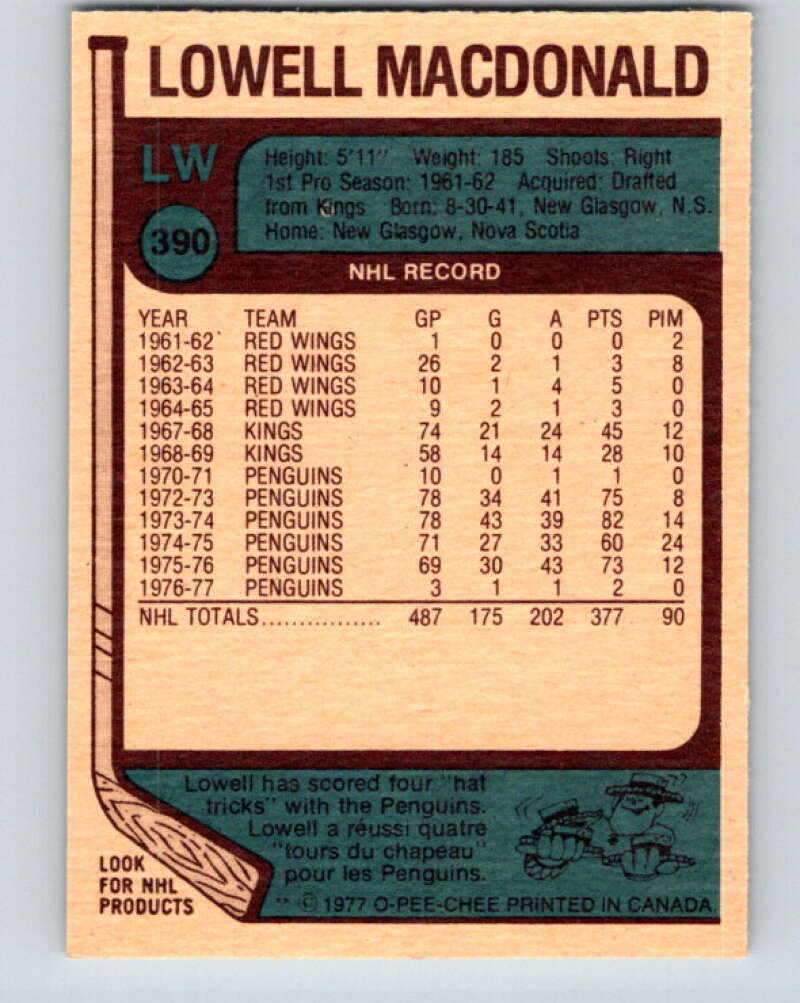 LOWELL MACDONALD
LW
390
Height: 5'11" Weight: 185 Shoots: Right
1st Pro Season: 1961-62 Acquired: Drafted
from Kings Born: 8-30-41, New Glasgow, N.S.
Home: New Glasgow, Nova Scotia
NHL RECORD
YEAR TEAM GP G A PTS PIM
1961-62 RED WINGS 1 0 0 0 2
1962-63 RED WINGS 26 2 1 3 8
1963-64 RED WINGS 10 1 4 5 0
1964-65 RED WINGS 9 2 1 3 0
1967-68 KINGS 74 21 24 45 12
1968-69 KINGS 58 14 14 28 10
1970-71 PENGUINS 10 0 1 1 0
1972-73 PENGUINS 78 34 41 75 8
1973-74 PENGUINS 78 43 39 82 14
1974-75 PENGUINS 71 27 33 60 24
1975-76 PENGUINS 69 30 43 73 12
1976-77 PENGUINS 3 1 1 2 0
NHL TOTALS................ 487 175 202 377 90
Lowell has scored four "hat
tricks" with the Penguins.
Lowell a réussi quatre
"tours du chapeau"
pour les Penguins.
LOOK
FOR NHL
PRODUCTS
** © 1977 O-PEE-CHEE PRINTED IN CANADA.